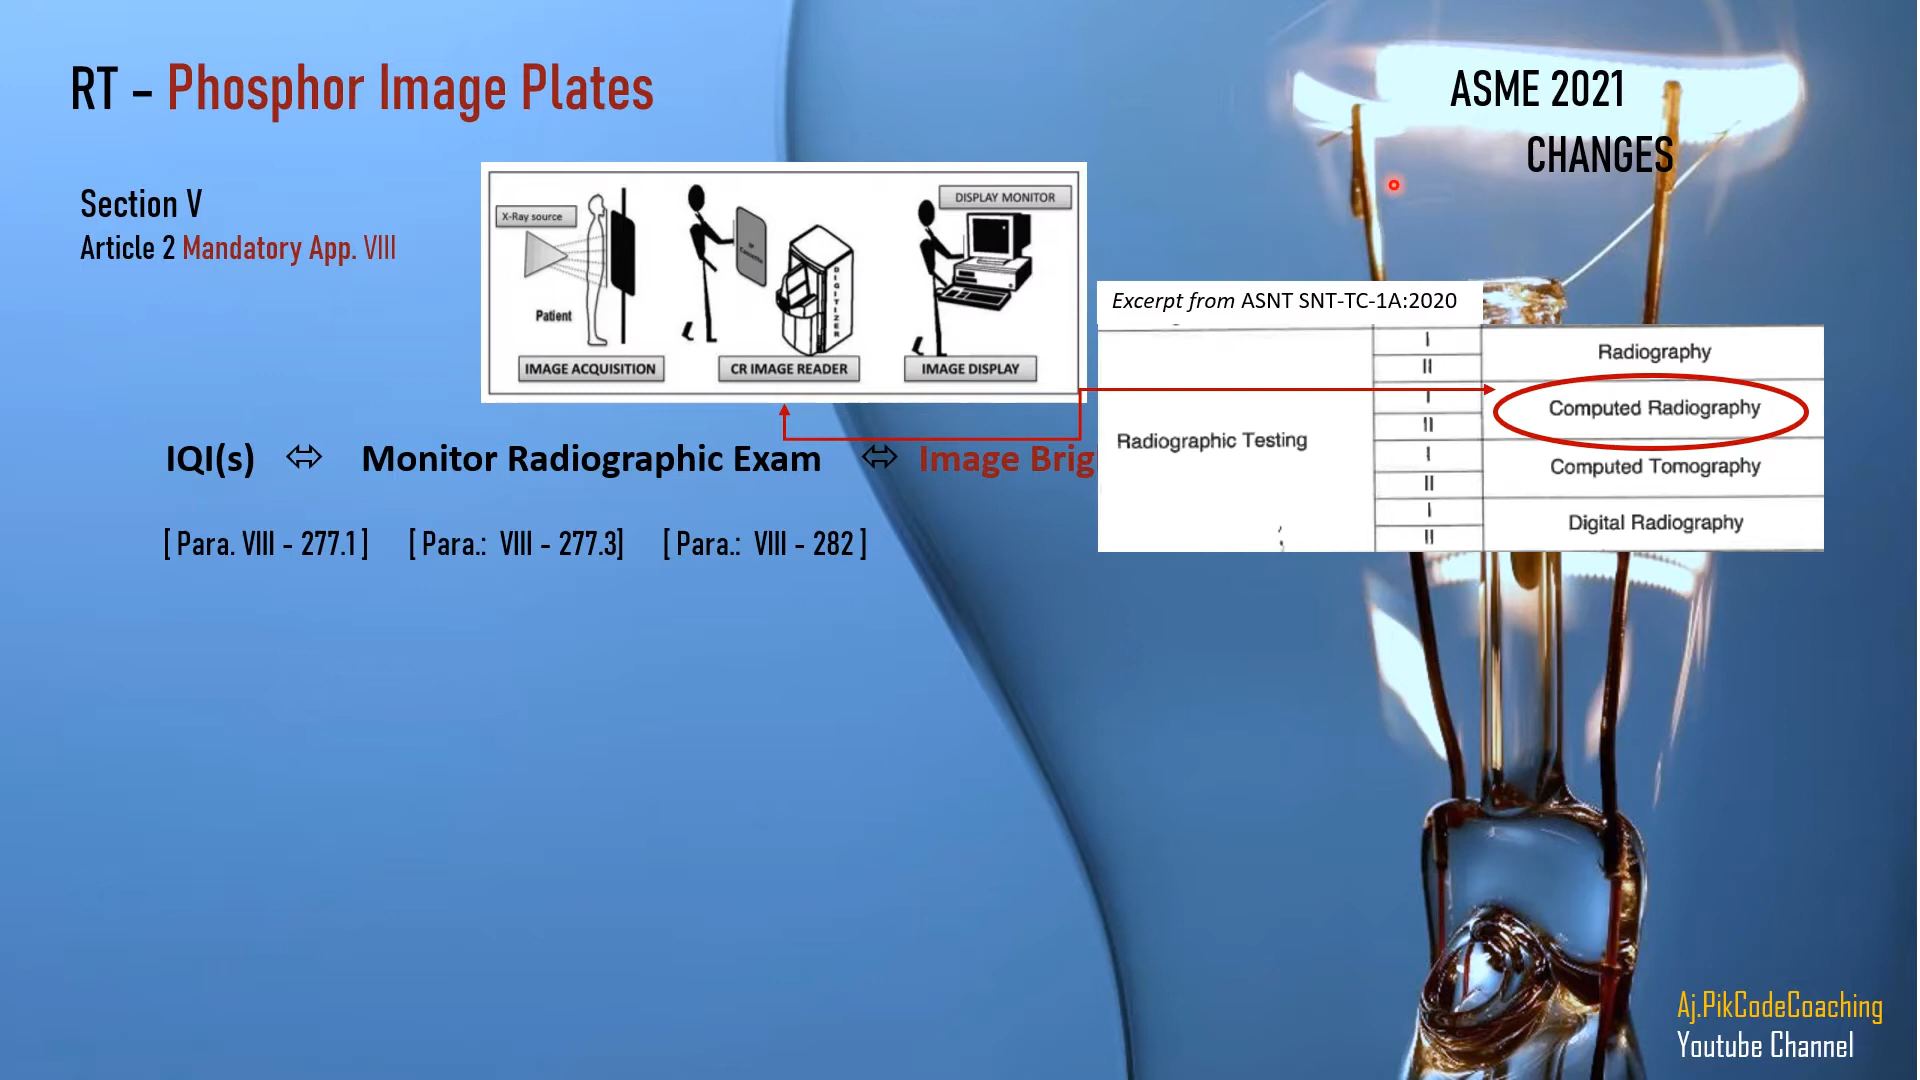 RT - Phosphor Image Plates
ASME 2021
CHANGES
Section V
Article 2 Mandatory App. VIII
X-Ray source
Patient
IMAGE ACQUISITION
DIGITIZER
CR IMAGE READER
DISPLAY MONITOR
IMAGE DISPLAY
Excerpt from ASNT SNT-TC-1A:2020
Radiographic Testing
I
II
Radiography
I
II
Computed Radiography
I
II
Computed Tomography
I
II
Digital Radiography
IQI(s) ⬄ Monitor Radiographic Exam ⬄ Image Brig
[ Para. VIII - 277.1 ] [ Para.: VIII - 277.3] [ Para.: VIII - 282 ]
Aj.PikCodeCoaching
Youtube Channel